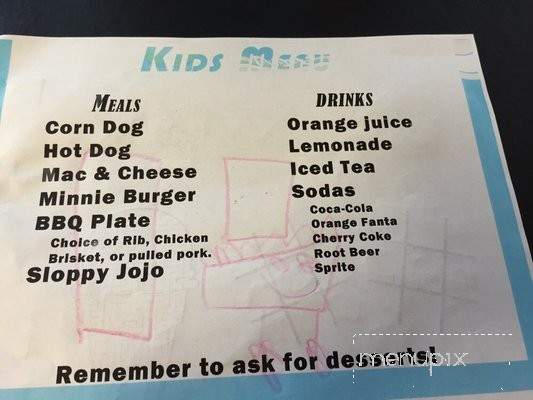 KIDS MENU
MEALS
Corn Dog
Hot Dog
Mac & Cheese
Minnie Burger
BBQ Plate
Choice of Rib, Chicken
Brisket, or pulled pork.
Sloppy Jojo
DRINKS
Orange juice
Lemonade
Iced Tea
Sodas
Coca-Cola
Orange Fanta
Cherry Coke
Root Beer
Sprite
Remember to ask for desserts!
menupix